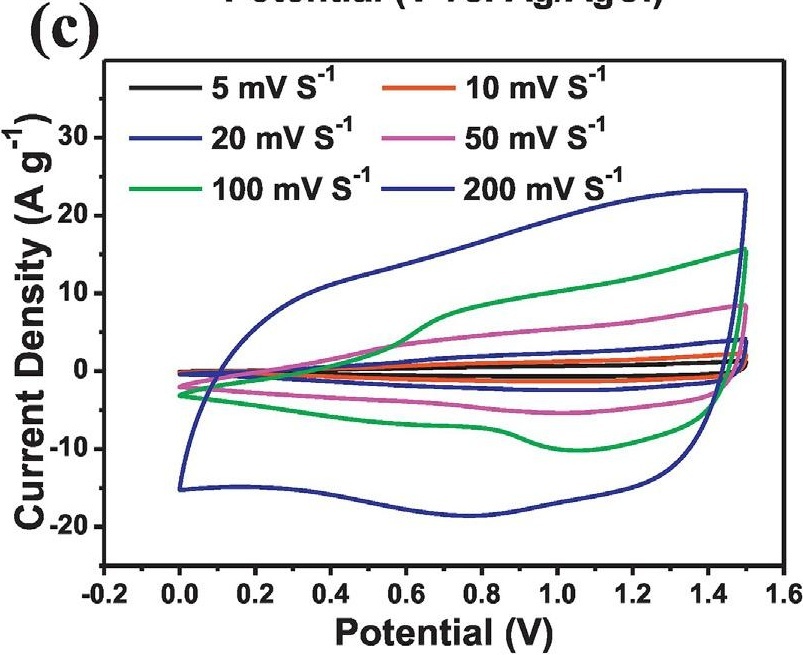 (c)
5 mV S-1 10 mV S-1
20 mV S-1 50 mV S-1
100 mV S-1 200 mV S-1
Current Density (A g-1)
30
20
10
0
-10
-20
-0.2 0.0 0.2 0.4 0.6 0.8 1.0 1.2 1.4 1.6
Potential (V)